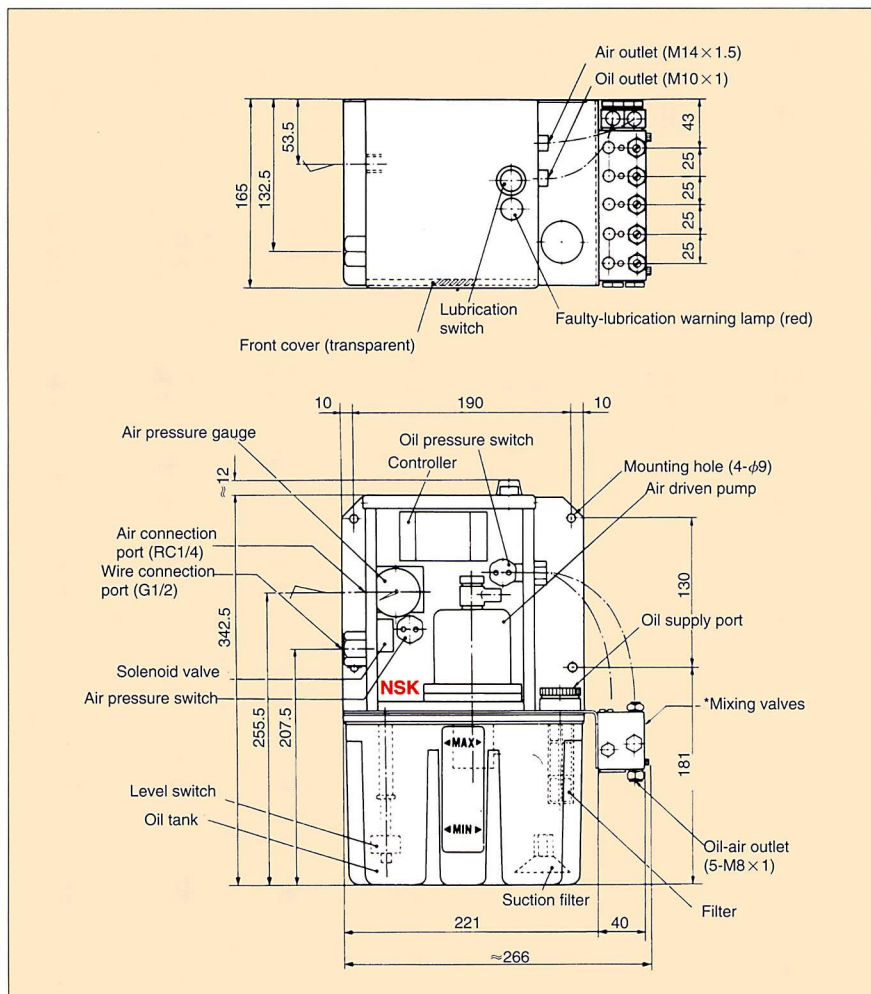 Air outlet (M14×1.5)
Oil outlet (M10×1)
53.5
132.5
165
43
25
25
25
25
Lubrication
switch
Faulty-lubrication warning lamp (red)
Front cover (transparent)
10
190
10
Air pressure gauge
Oil pressure switch
Controller
Mounting hole (4-φ9)
Air driven pump
≈12
Air connection
port (RC1/4)
Wire connection
port (G1/2)
342.5
130
Oil supply port
Solenoid valve
Air pressure switch
NSK
*Mixing valves
255.5
207.5
MAX
181
Level switch
Oil tank
MIN
Oil-air outlet
(5-M8×1)
Suction filter
Filter
221
40
≈266